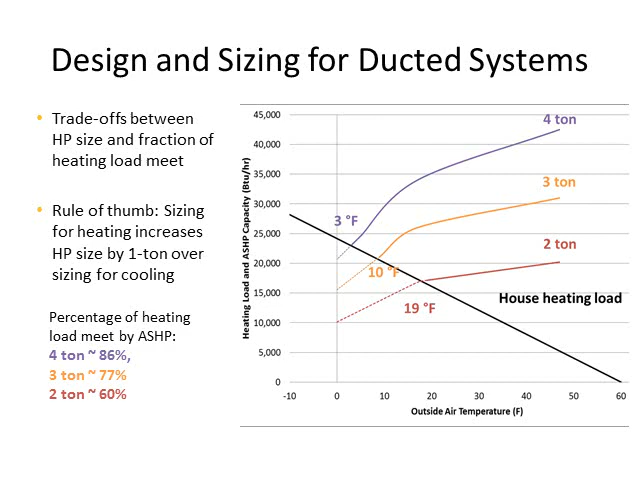 Design and Sizing for Ducted Systems
• Trade-offs between
HP size and fraction of
heating load meet
• Rule of thumb: Sizing
for heating increases
HP size by 1-ton over
sizing for cooling
Percentage of heating
load meet by ASHP:
4 ton ~ 86%,
3 ton ~ 77%
2 ton ~ 60%
Heating Load and ASHP Capacity (Btu/hr)
45,000
40,000
35,000
30,000
25,000
20,000
15,000
10,000
5,000
0
4 ton
3 ton
3 °F
2 ton
10 °F
House heating load
19 °F
-10 0 10 20 30 40 50 60
Outside Air Temperature (F)